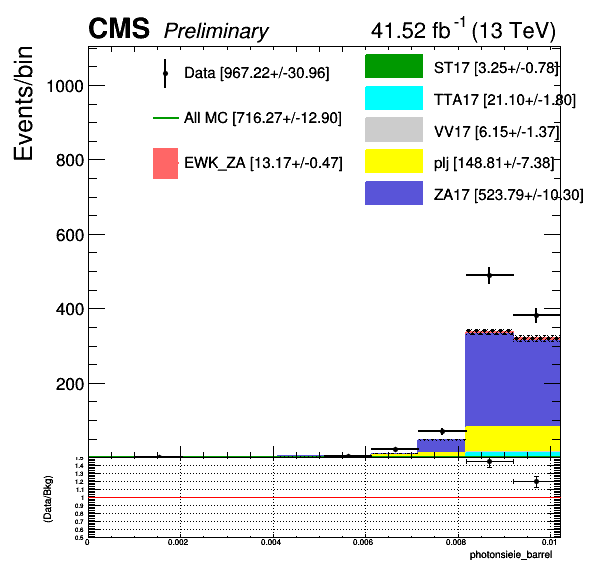 CMS Preliminary 41.52 fb⁻¹ (13 TeV)
Events/bin
1000
800
600
400
200
Data [967.22+/-30.96]
All MC [716.27+/-12.90]
EWK_ZA [13.17+/-0.47]
ST17 [3.25+/-0.78]
TTA17 [21.10+/-1.80]
VV17 [6.15+/-1.37]
plj [148.81+/-7.38]
ZA17 [523.79+/-10.30]
(Data/Bkg)
1.5
1.4
1.3
1.2
1.1
1
0.9
0.8
0.7
0.6
0.5
0 0.002 0.004 0.006 0.008 0.01
photonsieie_barrel